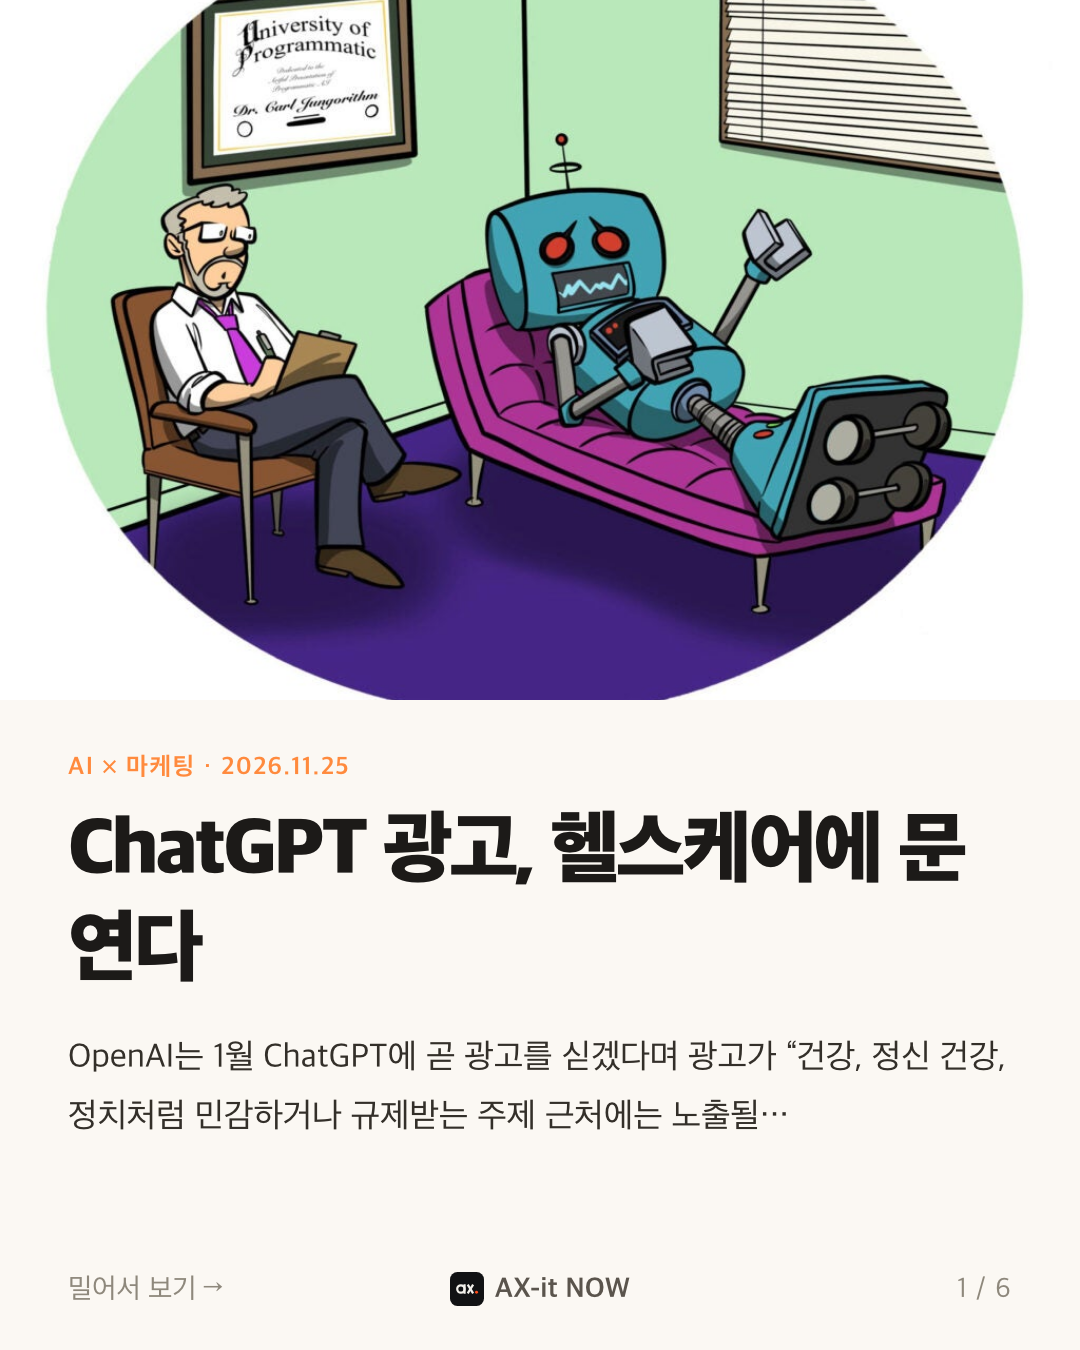 University of
Programmatic
Dedicated to the
Dr. Carl Jungorithm
AI × 마케팅 · 2026.11.25
ChatGPT 광고, 헬스케어에 문
연다
OpenAI는 1월 ChatGPT에 곧 광고를 싣겠다며 광고가 “건강, 정신 건강,
정치처럼 민감하거나 규제받는 주제 근처에는 노출될…
밀어서 보기 →
ax.
AX-it NOW
1 / 6